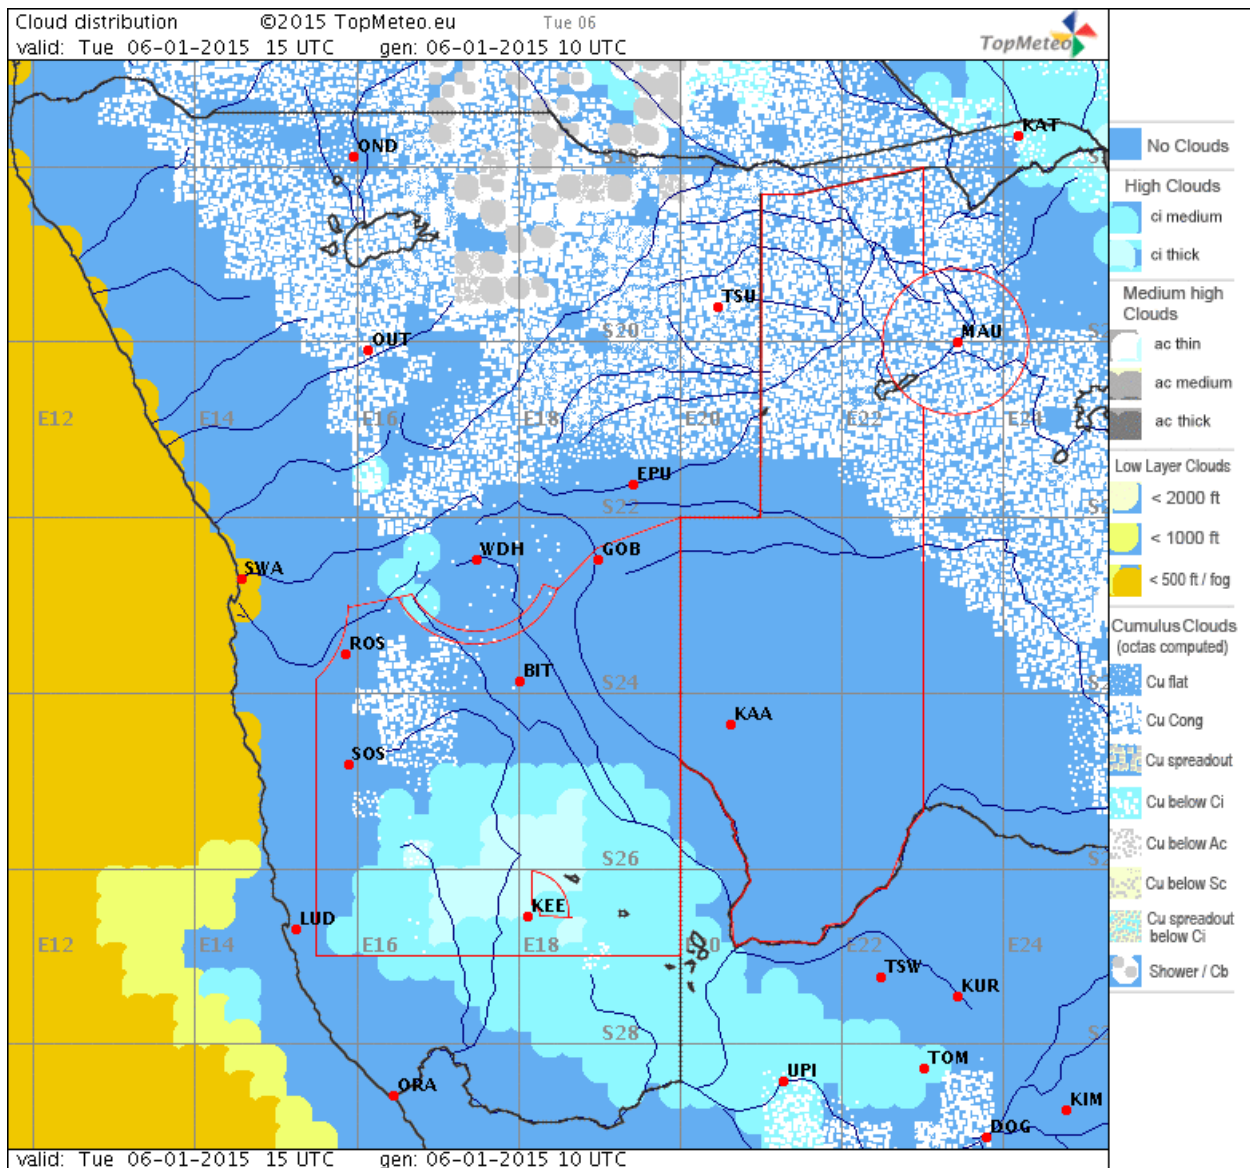 Cloud distribution ©2015 TopMeteo.eu Tue 06
valid: Tue 06-01-2015 15 UTC gen: 06-01-2015 10 UTC
TopMeteo
KAT
OND
S18
TSU
OUT
S20
MAU
E12 E14 E16 E18 E20 E22 E24
EPU
S22
WDH GOB
SWA
ROS
BIT
S24
KAA
SOS
S26
KEE
LUD
E12 E14 E16 E18 E20 E22 E24
TSW
KUR
S28
TOM
UPI
ORA
KIM
DOG
valid: Tue 06-01-2015 15 UTC gen: 06-01-2015 10 UTC
No Clouds
High Clouds
ci medium
ci thick
Medium high
Clouds
ac thin
ac medium
ac thick
Low Layer Clouds
< 2000 ft
< 1000 ft
< 500 ft / fog
Cumulus Clouds
(octas computed)
Cu flat
Cu Cong
Cu spreadout
Cu below Ci
Cu below Ac
Cu below Sc
Cu spreadout
below Ci
Shower / Cb